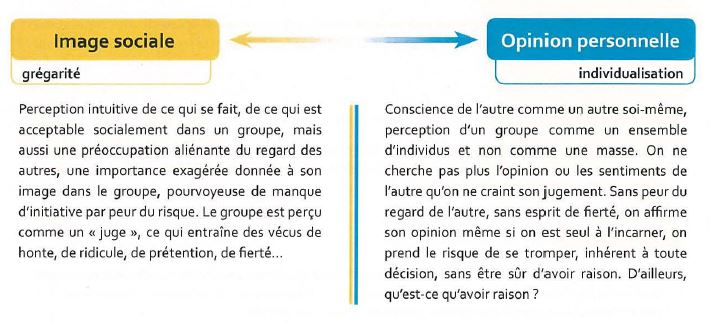 Image sociale
grégarité
Perception intuitive de ce qui se fait, de ce qui est
acceptable socialement dans un groupe, mais
aussi une préoccupation aliénante du regard des
autres, une importance exagérée donnée à son
image dans le groupe, pourvoyeuse de manque
d'initiative par peur du risque. Le groupe est perçu
comme un « juge », ce qui entraîne des vécus de
honte, de ridicule, de prétention, de fierté...
Opinion personnelle
individualisation
Conscience de l'autre comme un autre soi-même,
perception d'un groupe comme un ensemble
d'individus et non comme une masse. On ne
cherche pas plus l'opinion ou les sentiments de
l'autre qu'on ne craint son jugement. Sans peur du
regard de l'autre, sans esprit de fierté, on affirme
son opinion même si on est seul à l'incarner, on
prend le risque de se tromper, inhérent à toute
décision, sans être sûr d'avoir raison. D'ailleurs,
qu'est-ce qu'avoir raison ?